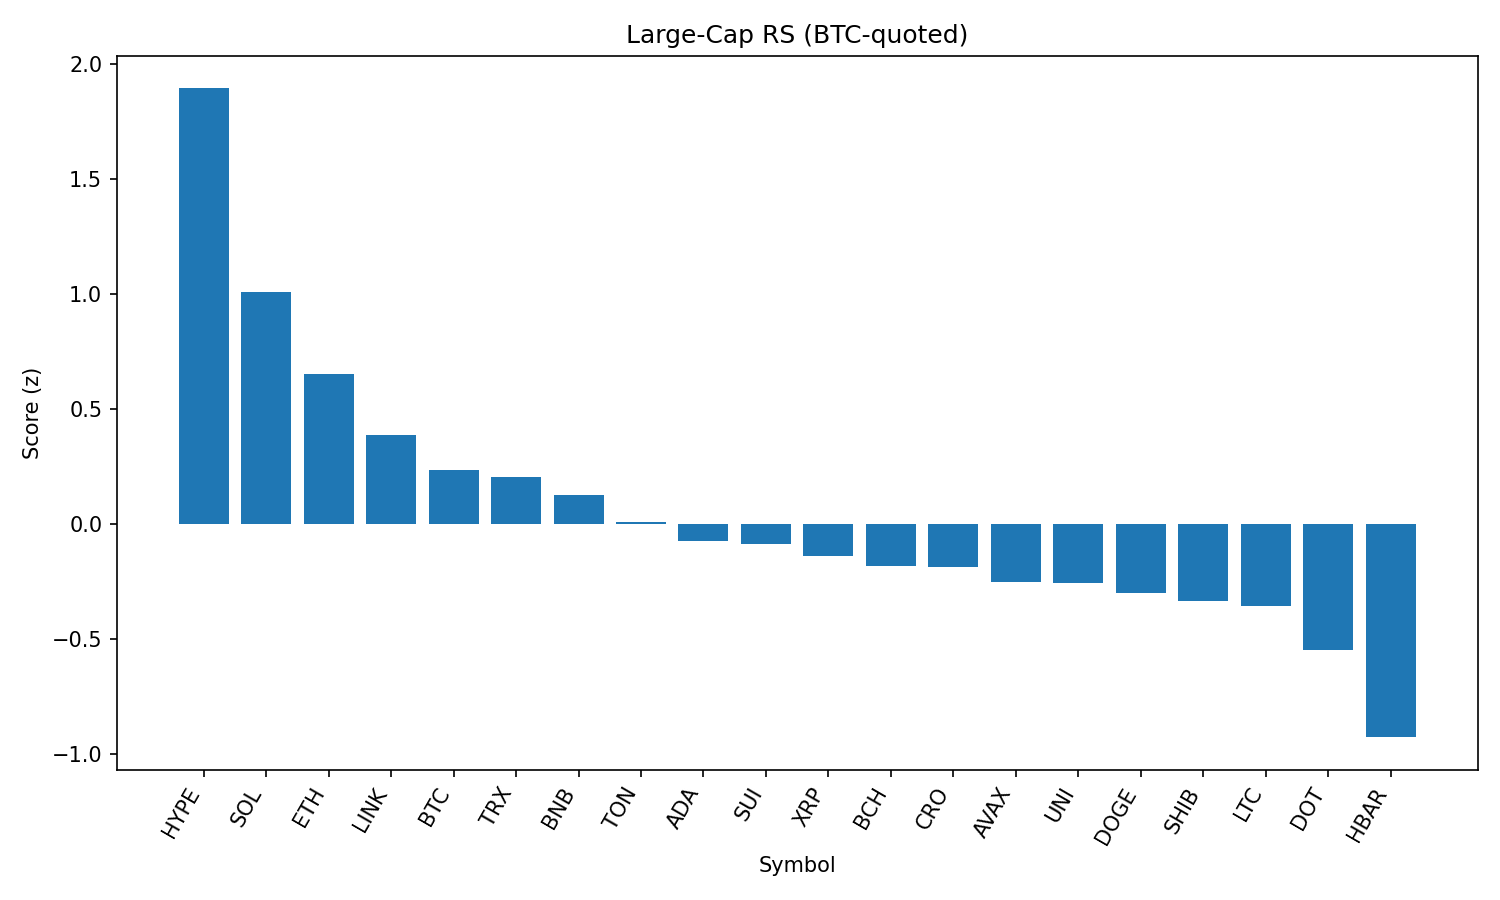 Large-Cap RS (BTC-quoted)
Score (z)
2.0
1.5
1.0
0.5
0.0
−0.5
−1.0
HYPE
SOL
ETH
LINK
BTC
TRX
BNB
TON
ADA
SUI
XRP
BCH
CRO
AVAX
UNI
DOGE
SHIB
LTC
DOT
HBAR
Symbol